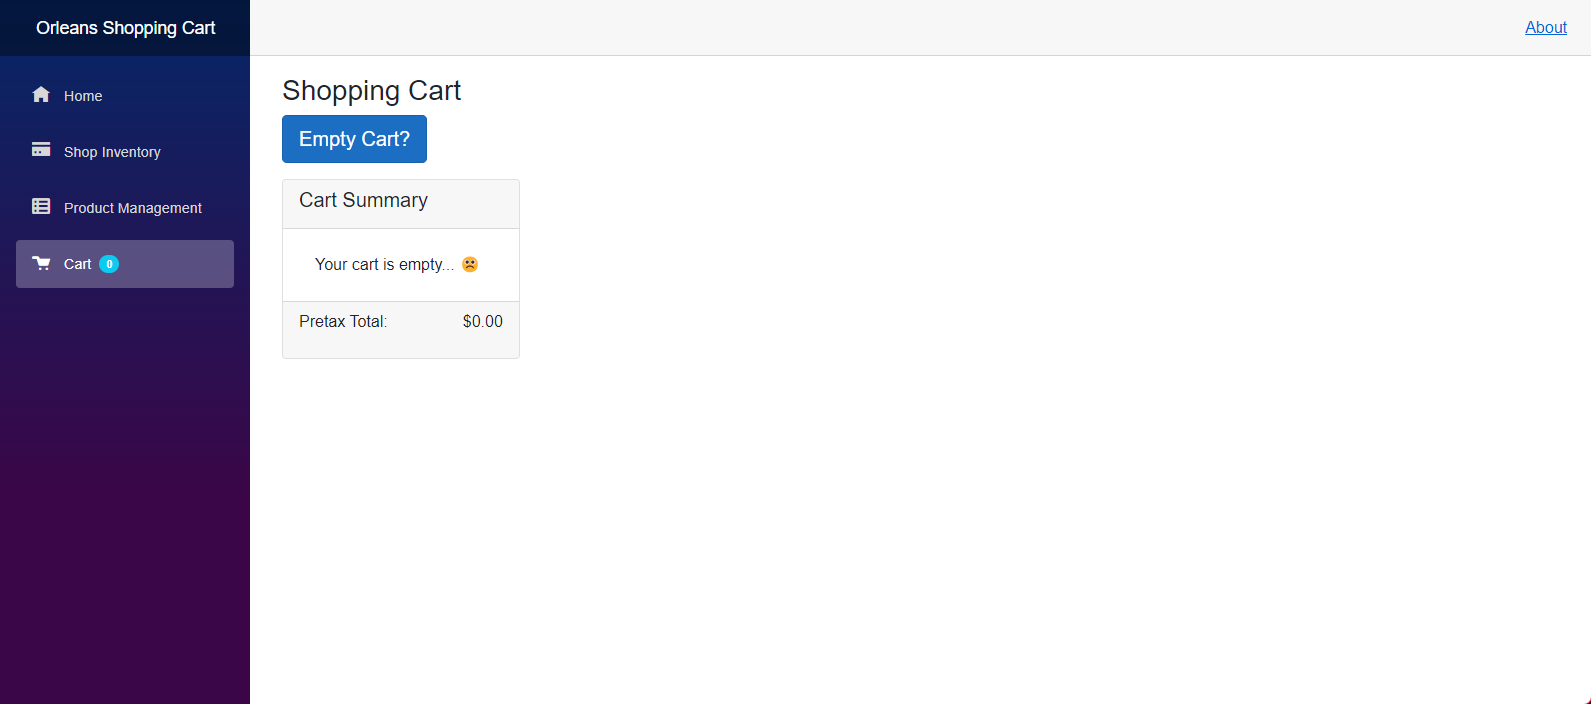 Orleans Shopping Cart
About
Home
Shop Inventory
Product Management
Cart 0
Shopping Cart
Empty Cart?
Cart Summary
Your cart is empty... ☹️
Pretax Total: $0.00